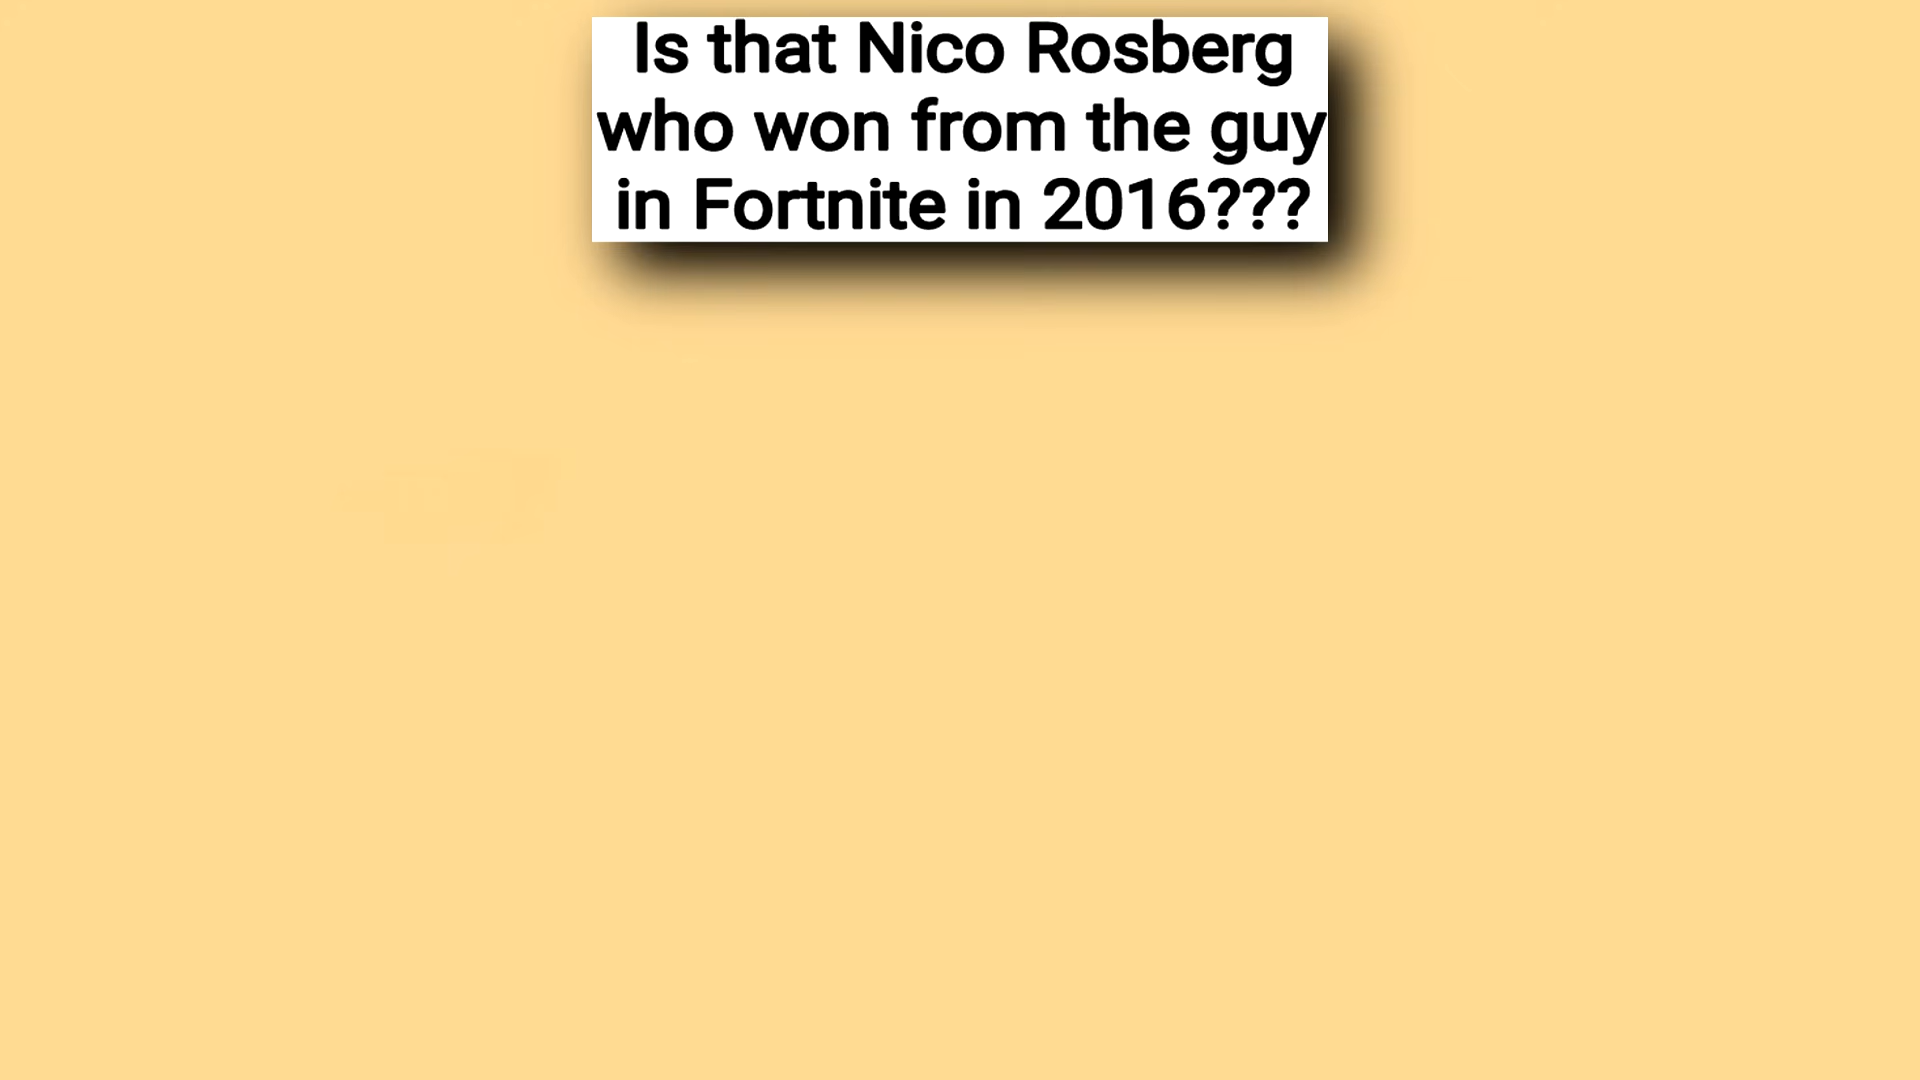 Is that Nico Rosberg
who won from the guy
in Fortnite in 2016???